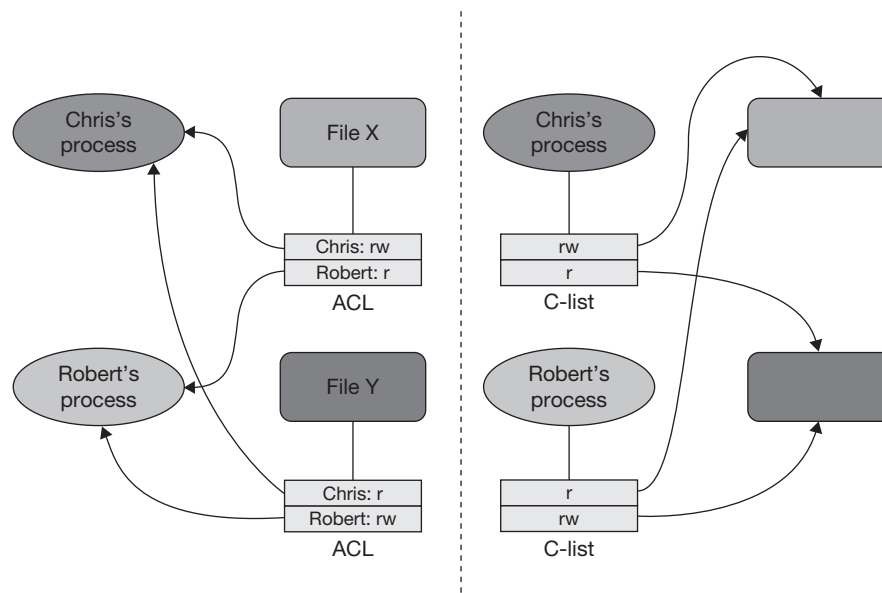 Chris's
process
File X
Chris: rw
Robert: r
ACL
Robert's
process
File Y
Chris: r
Robert: rw
ACL
Chris's
process
rw
r
C-list
Robert's
process
r
rw
C-list